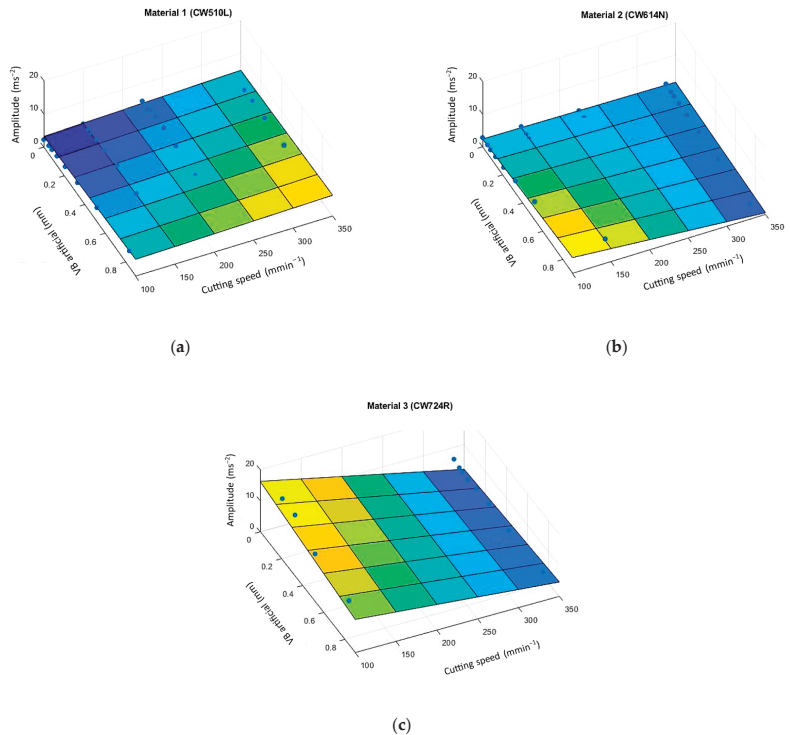 Material 1 (CW510L)
Amplitude (ms⁻²)
20
10
0
0
0.2
0.4
0.6
0.8
VB artificial (mm)
100
150
200
250
300
350
Cutting speed (mmin⁻¹)
(a)
Material 2 (CW614N)
Amplitude (ms⁻²)
20
10
0
0
0.2
0.4
0.6
0.8
VB artificial (mm)
100
150
200
250
300
350
Cutting speed (mmin⁻¹)
(b)
Material 3 (CW724R)
Amplitude (ms⁻²)
20
10
0
0
0.2
0.4
0.6
0.8
VB artificial (mm)
100
150
200
250
300
350
Cutting speed (mmin⁻¹)
(c)